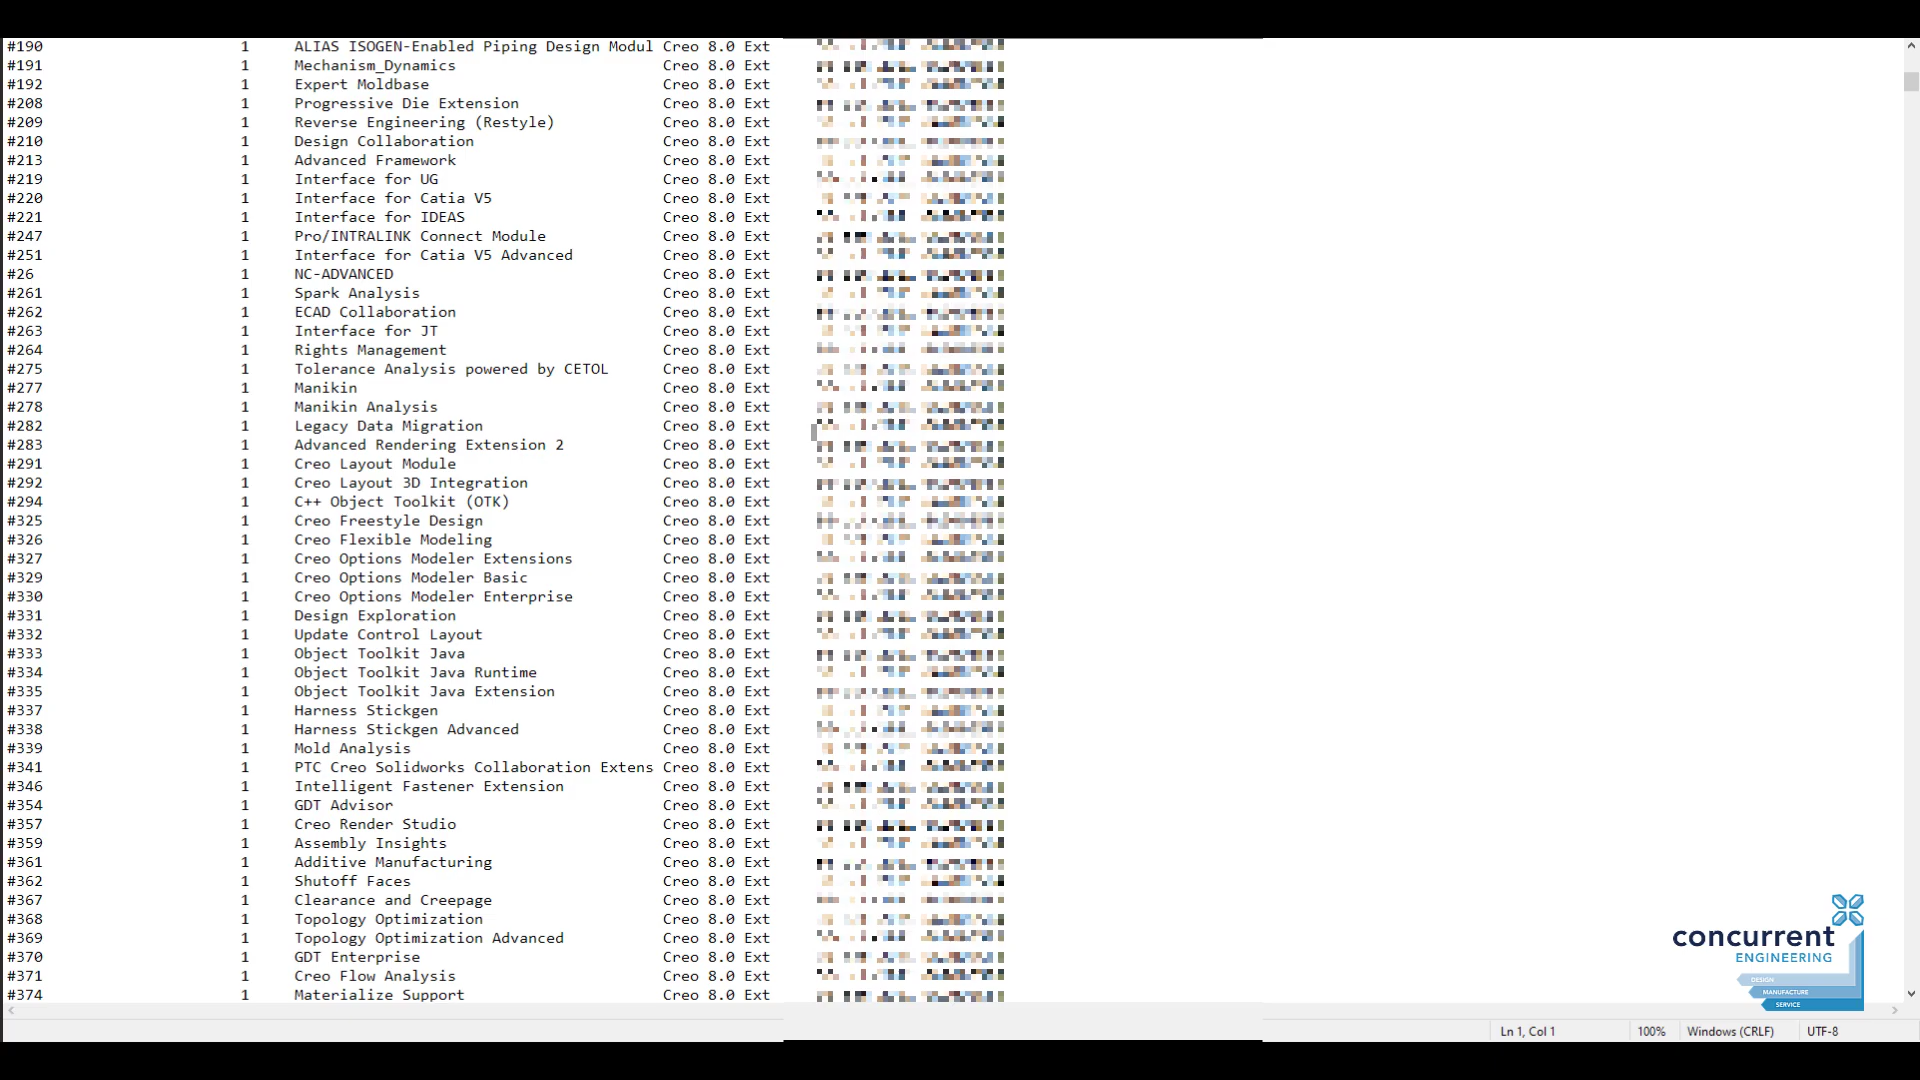 #190 1 ALIAS ISOGEN-Enabled Piping Design Modul Creo 8.0 Ext
#191 1 Mechanism_Dynamics Creo 8.0 Ext
#192 1 Expert Moldbase Creo 8.0 Ext
#208 1 Progressive Die Extension Creo 8.0 Ext
#209 1 Reverse Engineering (Restyle) Creo 8.0 Ext
#210 1 Design Collaboration Creo 8.0 Ext
#213 1 Advanced Framework Creo 8.0 Ext
#219 1 Interface for UG Creo 8.0 Ext
#220 1 Interface for Catia V5 Creo 8.0 Ext
#221 1 Interface for IDEAS Creo 8.0 Ext
#247 1 Pro/INTRALINK Connect Module Creo 8.0 Ext
#251 1 Interface for Catia V5 Advanced Creo 8.0 Ext
#26 1 NC-ADVANCED Creo 8.0 Ext
#261 1 Spark Analysis Creo 8.0 Ext
#262 1 ECAD Collaboration Creo 8.0 Ext
#263 1 Interface for JT Creo 8.0 Ext
#264 1 Rights Management Creo 8.0 Ext
#275 1 Tolerance Analysis powered by CETOL Creo 8.0 Ext
#277 1 Manikin Creo 8.0 Ext
#278 1 Manikin Analysis Creo 8.0 Ext
#282 1 Legacy Data Migration Creo 8.0 Ext
#283 1 Advanced Rendering Extension 2 Creo 8.0 Ext
#291 1 Creo Layout Module Creo 8.0 Ext
#292 1 Creo Layout 3D Integration Creo 8.0 Ext
#294 1 C++ Object Toolkit (OTK) Creo 8.0 Ext
#325 1 Creo Freestyle Design Creo 8.0 Ext
#326 1 Creo Flexible Modeling Creo 8.0 Ext
#327 1 Creo Options Modeler Extensions Creo 8.0 Ext
#329 1 Creo Options Modeler Basic Creo 8.0 Ext
#330 1 Creo Options Modeler Enterprise Creo 8.0 Ext
#331 1 Design Exploration Creo 8.0 Ext
#332 1 Update Control Layout Creo 8.0 Ext
#333 1 Object Toolkit Java Creo 8.0 Ext
#334 1 Object Toolkit Java Runtime Creo 8.0 Ext
#335 1 Object Toolkit Java Extension Creo 8.0 Ext
#337 1 Harness Stickgen Creo 8.0 Ext
#338 1 Harness Stickgen Advanced Creo 8.0 Ext
#339 1 Mold Analysis Creo 8.0 Ext
#341 1 PTC Creo Solidworks Collaboration Extens Creo 8.0 Ext
#346 1 Intelligent Fastener Extension Creo 8.0 Ext
#354 1 GDT Advisor Creo 8.0 Ext
#357 1 Creo Render Studio Creo 8.0 Ext
#359 1 Assembly Insights Creo 8.0 Ext
#361 1 Additive Manufacturing Creo 8.0 Ext
#362 1 Shutoff Faces Creo 8.0 Ext
#367 1 Clearance and Creepage Creo 8.0 Ext
#368 1 Topology Optimization Creo 8.0 Ext
#369 1 Topology Optimization Advanced Creo 8.0 Ext
#370 1 GDT Enterprise Creo 8.0 Ext
#371 1 Creo Flow Analysis Creo 8.0 Ext
#374 1 Materialize Support Creo 8.0 Ext
concurrent
ENGINEERING
DESIGN
MANUFACTURE
SERVICE
Ln 1, Col 1 100% Windows (CRLF) UTF-8